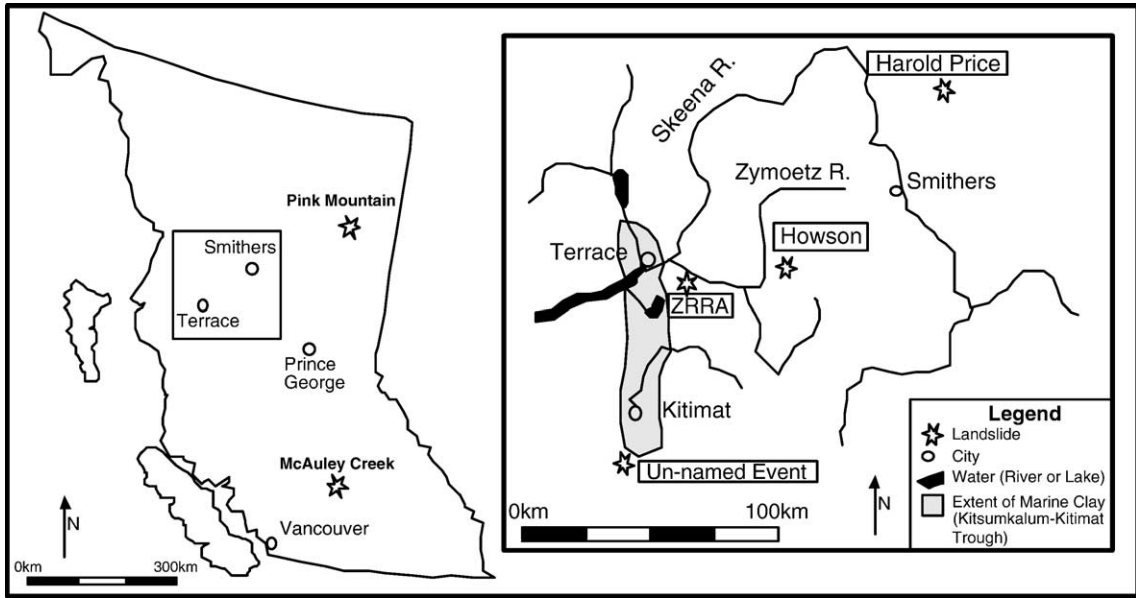 Pink Mountain
Smithers
Terrace
Prince
George
McAuley Creek
Vancouver
N
0km
300km
Harold Price
Skeena R.
Zymoetz R.
Smithers
Howson
Terrace
ZRRA
Kitimat
Un-named Event
0km
100km
N
Legend
Landslide
City
Water (River or Lake)
Extent of Marine Clay
(Kitsumkalum-Kitimat
Trough)